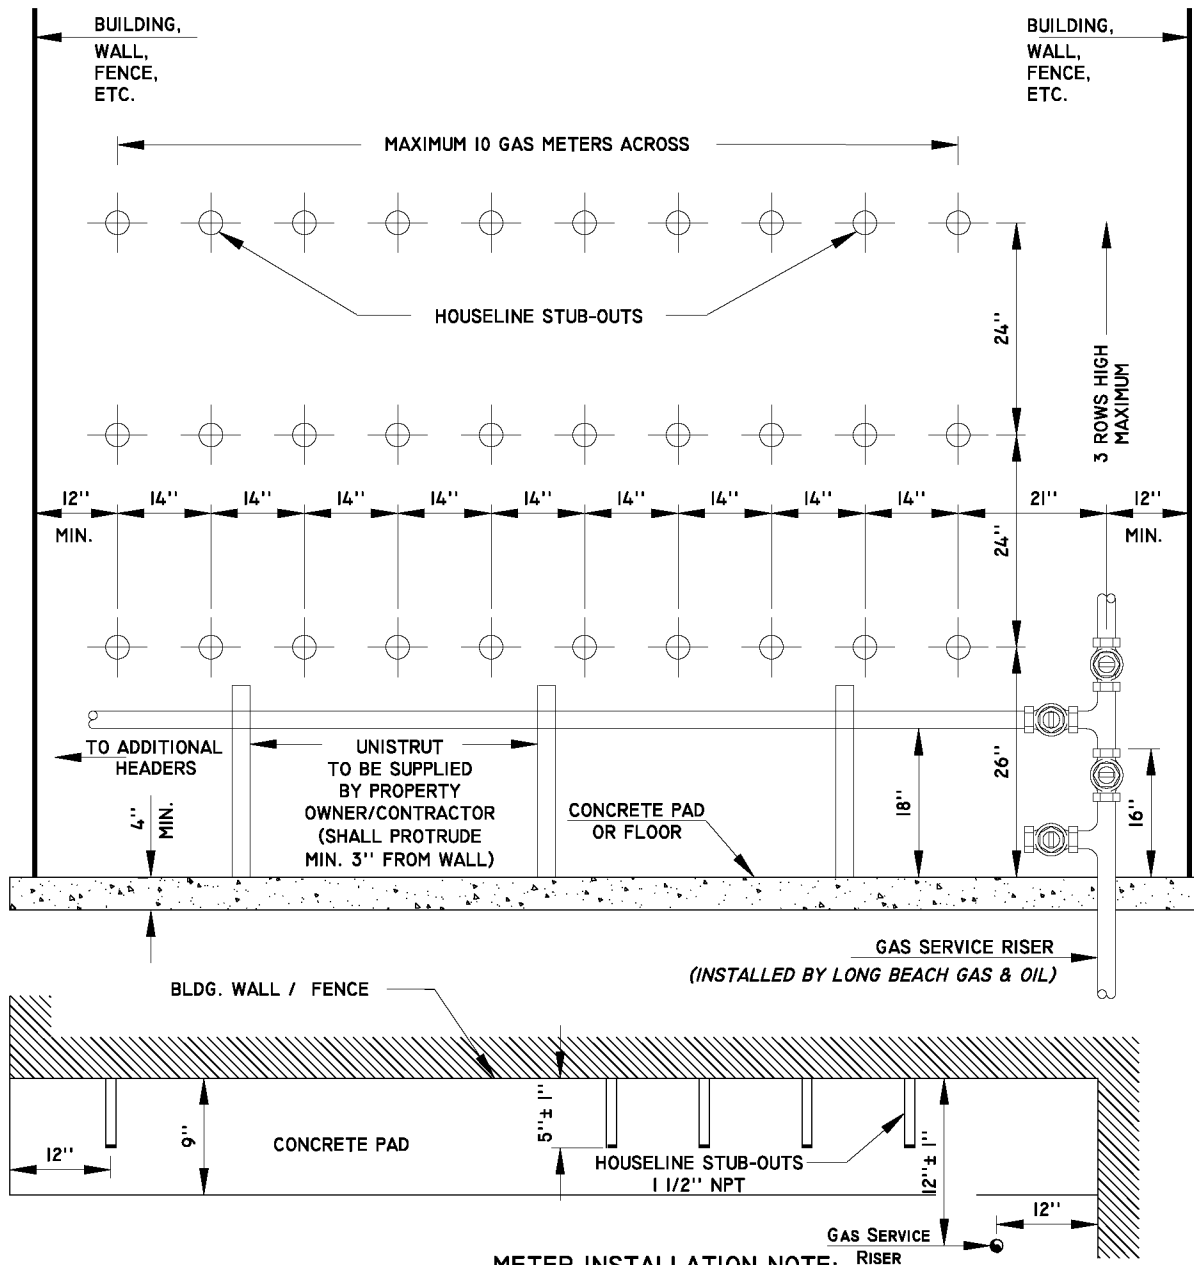 BUILDING,
WALL,
FENCE,
ETC.
BUILDING,
WALL,
FENCE,
ETC.
MAXIMUM 10 GAS METERS ACROSS
HOUSELINE STUB-OUTS
24"
3 ROWS HIGH
MAXIMUM
12"
14"
14"
14"
14"
14"
14"
14"
14"
14"
21"
12"
MIN.
MIN.
24"
TO ADDITIONAL
HEADERS
UNISTRUT
TO BE SUPPLIED
BY PROPERTY
OWNER/CONTRACTOR
(SHALL PROTRUDE
MIN. 3" FROM WALL)
4"
MIN.
CONCRETE PAD
OR FLOOR
18"
26"
16"
GAS SERVICE RISER
(INSTALLED BY LONG BEACH GAS & OIL)
BLDG. WALL / FENCE
12"
9"
CONCRETE PAD
5"± 1"
HOUSELINE STUB-OUTS
1 1/2" NPT
12"± 1"
12"
GAS SERVICE
RISER
METER INSTALLATION NOTE: